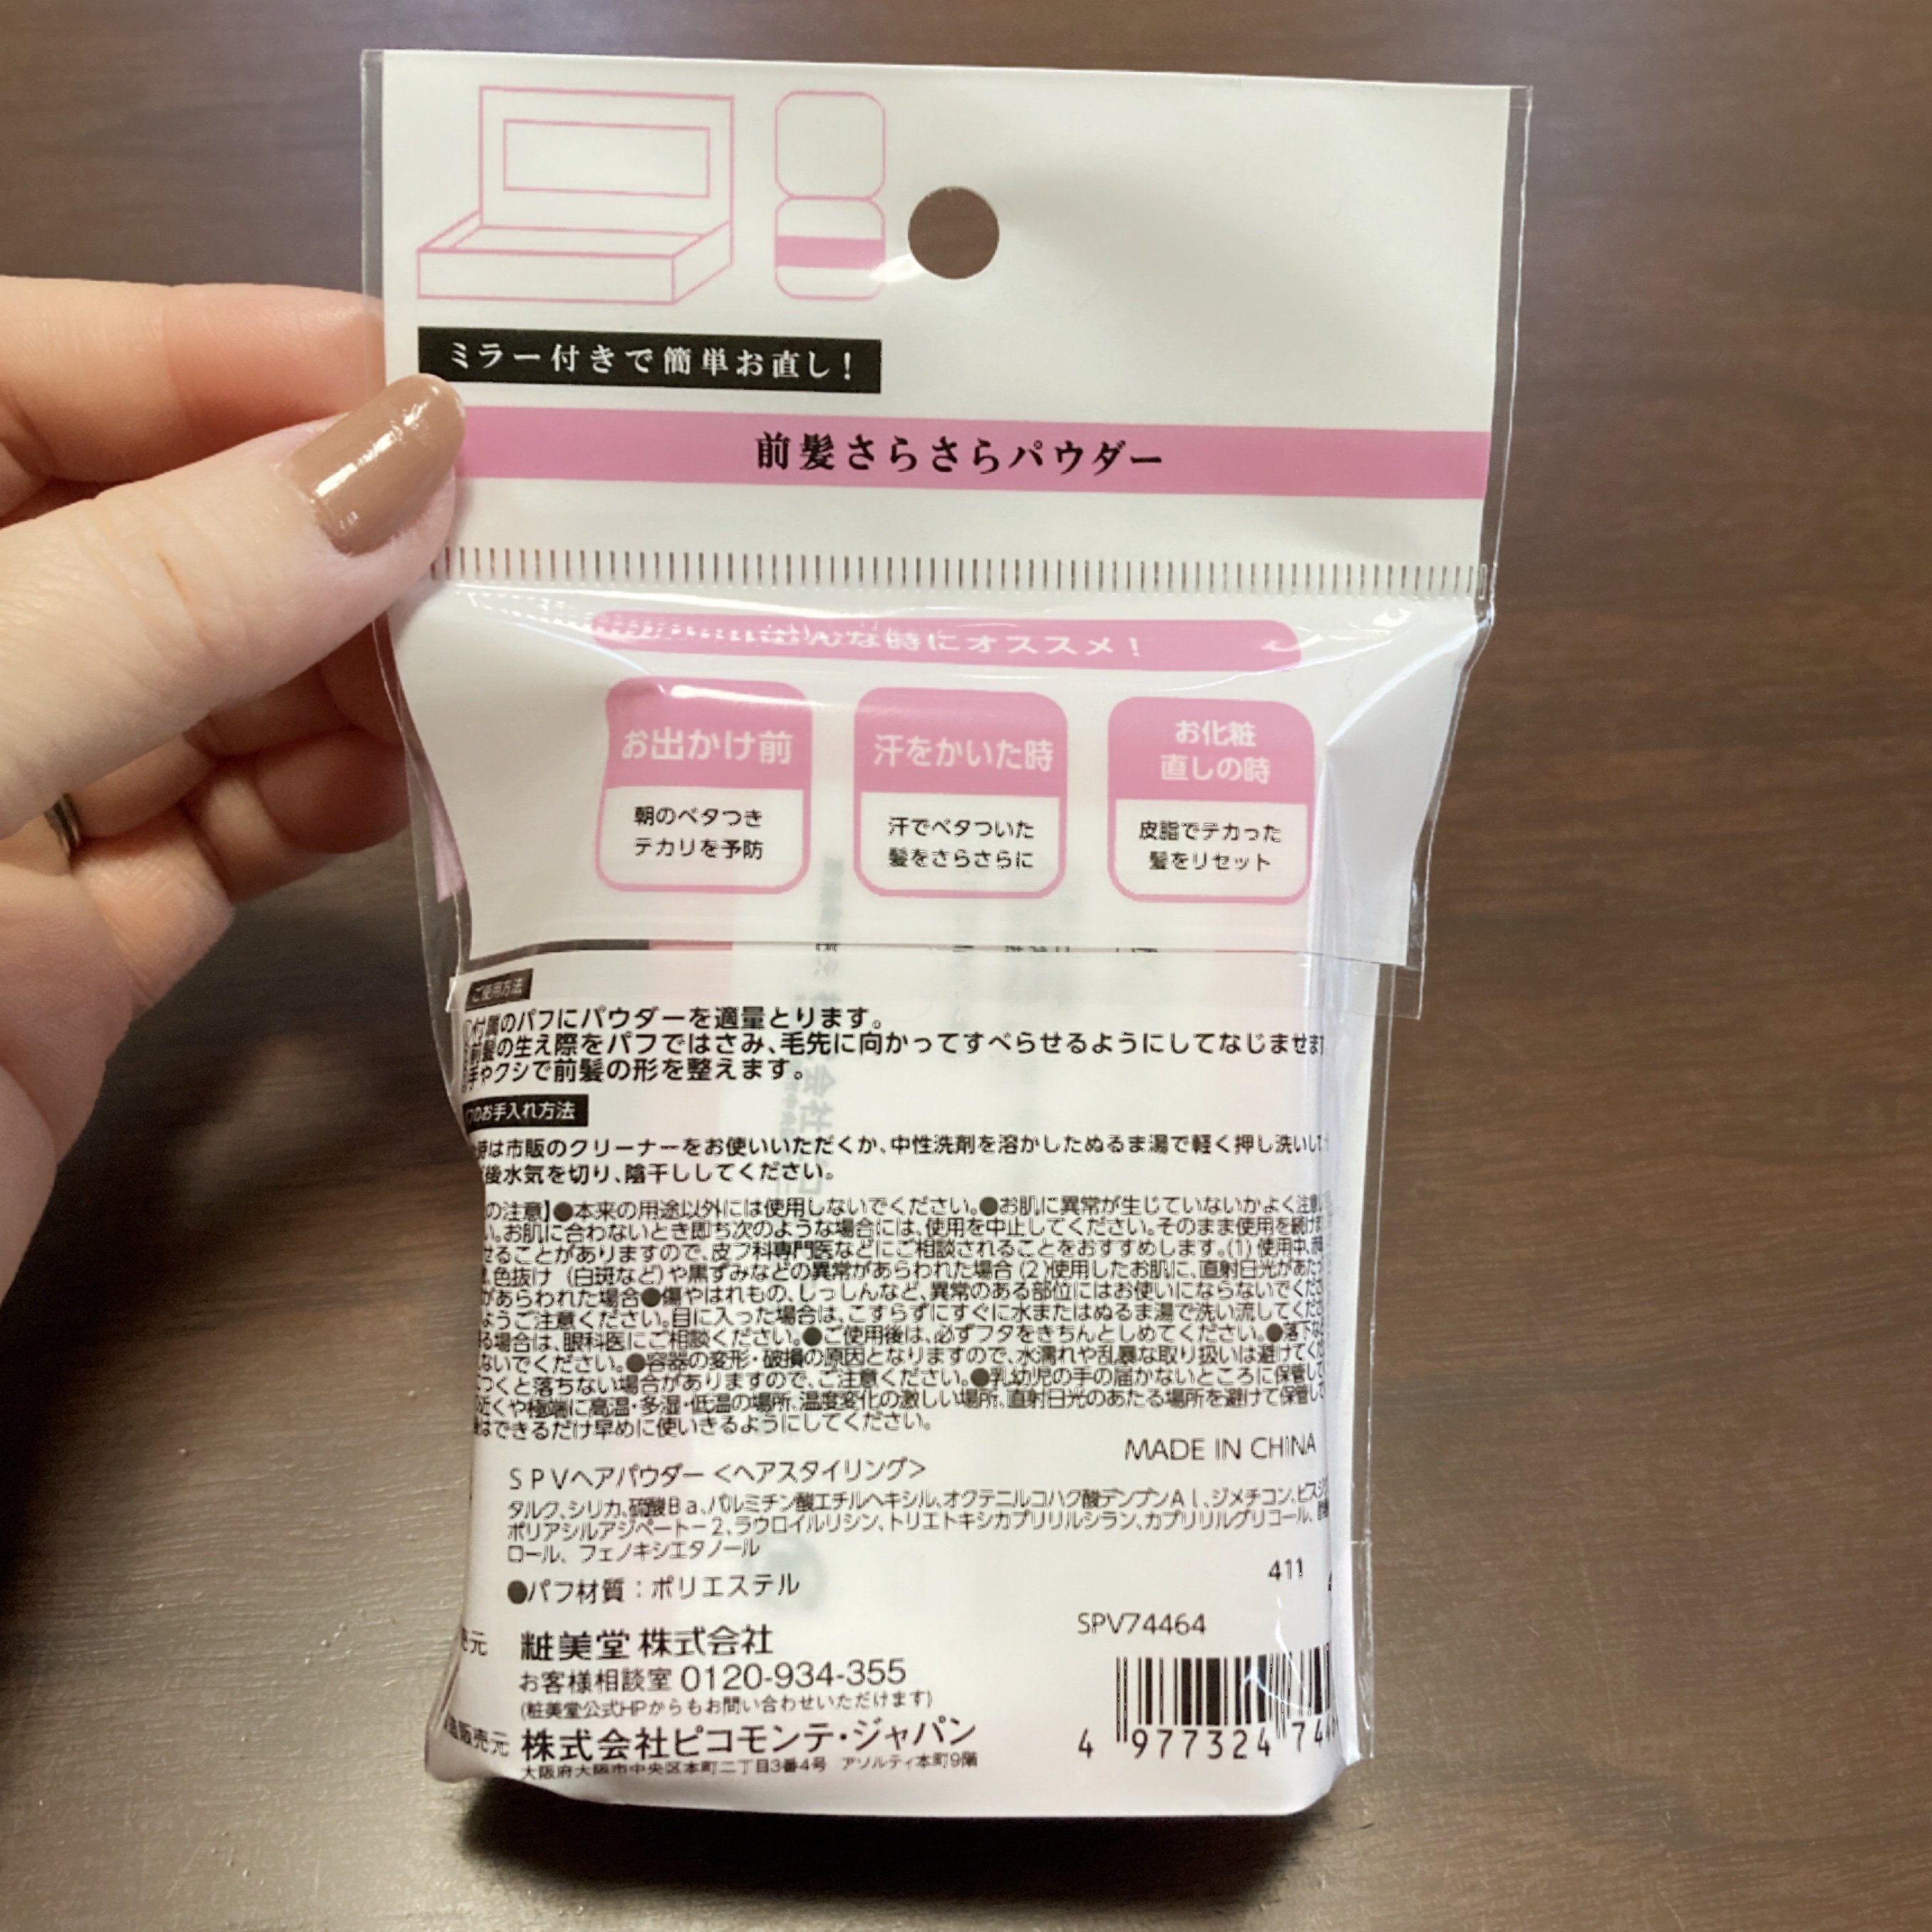 ミラー付きで簡単お直し!
前髪さらさらパウダー
こんな時にオススメ!
お出かけ前
朝のベタつき
テカリを予防
汗をかいた時
汗でベタついた
髪をさらさらに
お化粧
直しの時
皮脂でテカった
髪をリセット
ご使用方法
付属のパフにパウダーを適量とります。
前髪の生え際をパフではさみ、毛先に向かってすべらせるようにしてなじませます
手やクシで前髪の形を整えます。
のお手入れ方法
時は市販のクリーナーをお使いいただくか、中性洗剤を溶かしたぬるま湯で軽く押し洗いして
後水気を切り、陰干ししてください。
の注意】●本来の用途以外には使用しないでください。●お肌に異常が生じていないかよく注意
い。お肌に合わないとき即ち次のような場合には、使用を中止してください。そのまま使用を続け
せることがありますので、皮フ科専門医などにご相談されることをおすすめします。(1) 使用中、
色抜け (白斑など)や黒ずみなどの異常があらわれた場合 (2)使用したお肌に、直射日光があた
があらわれた場合●傷やはれもの、しっしんなど、異常のある部位にはお使いにならないでくだ
ようご注意ください。目に入った場合は、こすらずにすぐに水またはぬるま湯で洗い流してくだ
る場合は、眼科医にご相談ください。●ご使用後は、必ずフタをきちんとしめてください。●落下
ないでください。●容器の変形・破損の原因となりますので、水濡れや乱暴な取り扱いは避けてく
つくと落ちない場合がありますので、ご注意ください。●乳幼児の手の届かないところに保管して
近くや極端に高温・多湿・低温の場所、温度変化の激しい場所、直射日光のあたる場所を避けて保管し
はできるだけ早めに使いきるようにしてください。
MADE IN CHINA
SPVヘアパウダー<ヘアスタイリング>
タルク、シリカ、硫酸Ba、パルミチン酸エチルヘキシル、オクテニルコハク酸デンプンAl、ジメチコン、ビス
ポリアシルアジペート-2、ラウロイルリシン、トリエトキシカプリリルシラン、カプリリルグリコール、
ロール、フェノキシエタノール
411
●パフ材質:ポリエステル
SPV74464
元 粧美堂 株式会社
お客様相談室 0120-934-355
(粧美堂公式HPからもお問い合わせいただけます)
販売元 株式会社ピコモンテ・ジャパン
大阪府大阪市中央区本町二丁目3番4号 アソルティ本町9階
4 977324 74